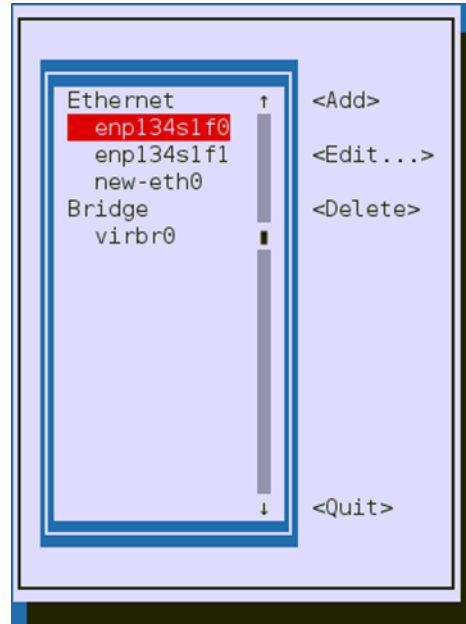 Ethernet ↑ <Add>
enp134s1f0
enp134s1f1 <Edit...>
new-eth0
Bridge <Delete>
virbr0
↓ <Quit>